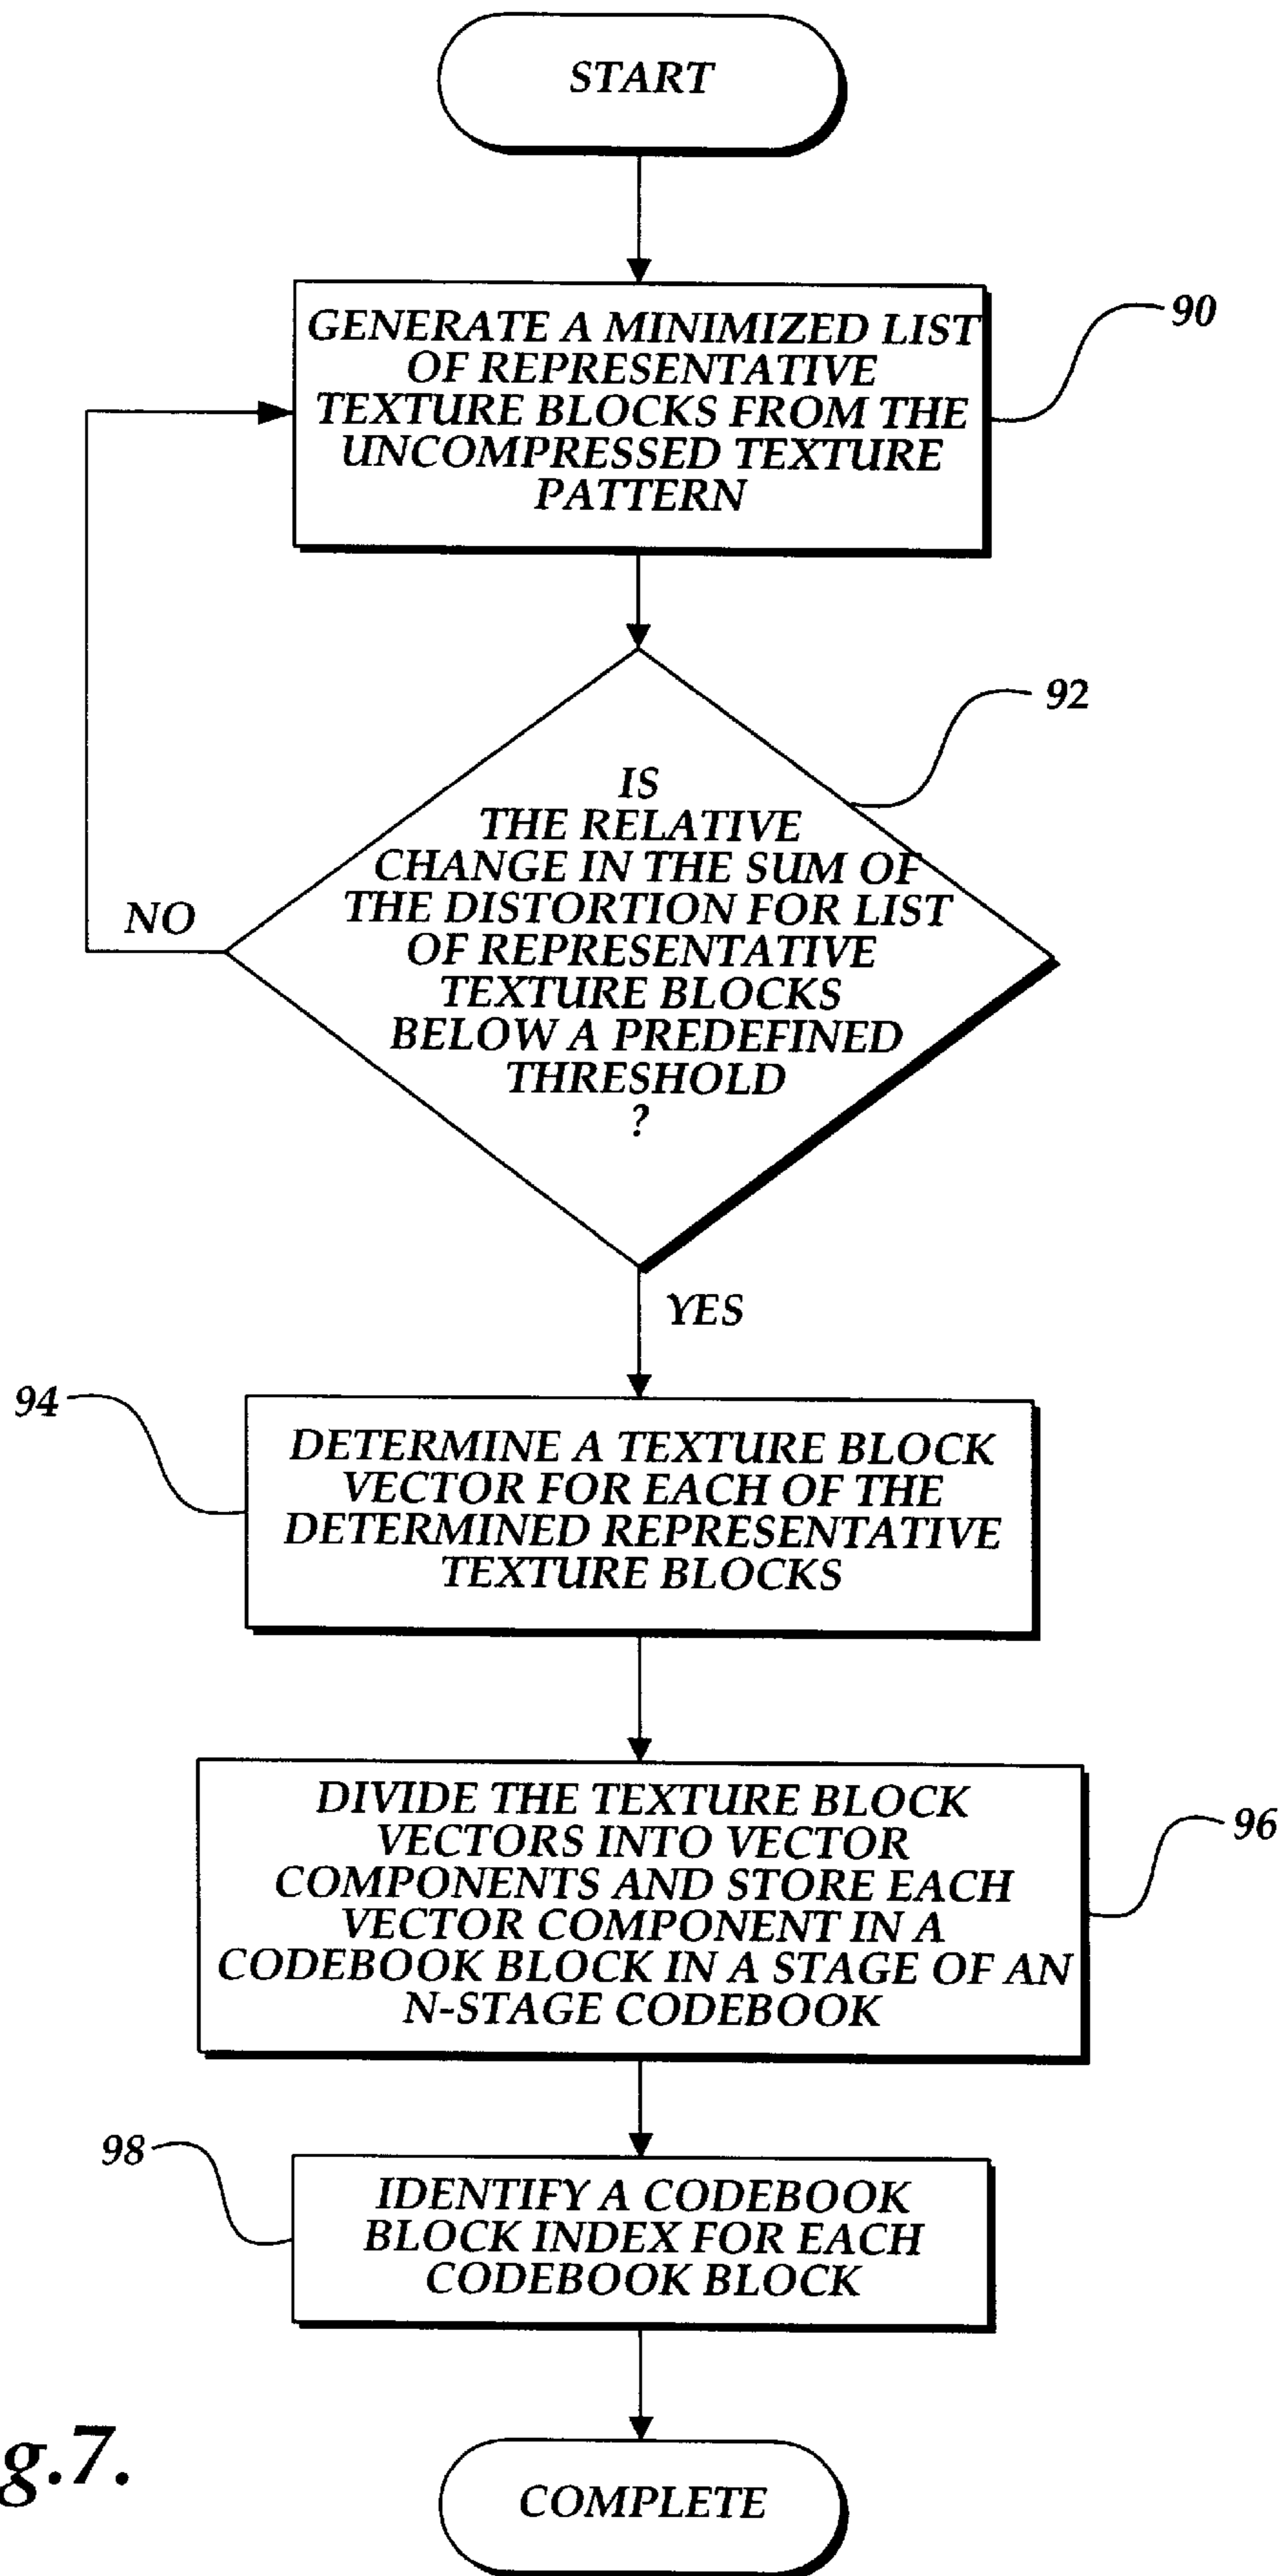 START
GENERATE A MINIMIZED LIST
OF REPRESENTATIVE
TEXTURE BLOCKS FROM THE
UNCOMPRESSED TEXTURE
PATTERN
90
92
IS
THE RELATIVE
CHANGE IN THE SUM OF
THE DISTORTION FOR LIST
OF REPRESENTATIVE
TEXTURE BLOCKS
BELOW A PREDEFINED
THRESHOLD
?
NO
YES
94
DETERMINE A TEXTURE BLOCK
VECTOR FOR EACH OF THE
DETERMINED REPRESENTATIVE
TEXTURE BLOCKS
DIVIDE THE TEXTURE BLOCK
VECTORS INTO VECTOR
COMPONENTS AND STORE EACH
VECTOR COMPONENT IN A
CODEBOOK BLOCK IN A STAGE OF AN
N-STAGE CODEBOOK
96
98
IDENTIFY A CODEBOOK
BLOCK INDEX FOR EACH
CODEBOOK BLOCK
COMPLETE
g.7.